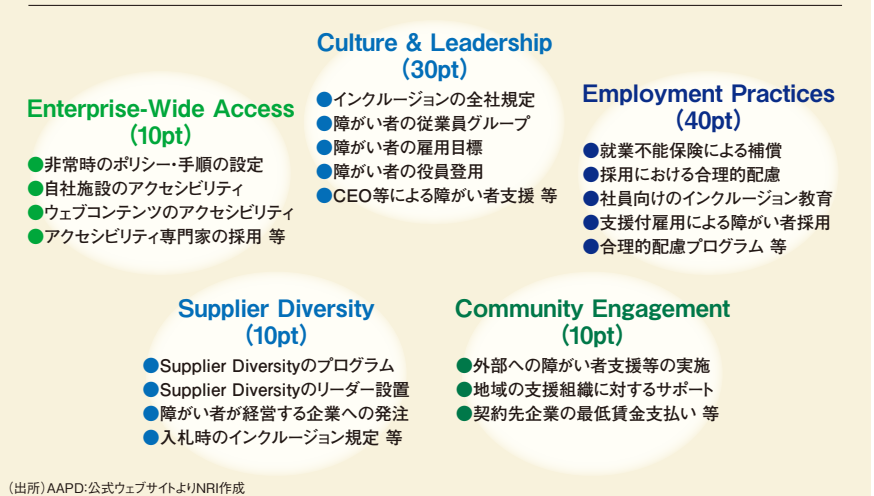 Culture & Leadership
(30pt)
●インクルージョンの全社規定
●障がい者の従業員グループ
●障がい者の雇用目標
●障がい者の役員登用
●CEO等による障がい者支援 等
Enterprise-Wide Access
(10pt)
●非常時のポリシー・手順の設定
●自社施設のアクセシビリティ
●ウェブコンテンツのアクセシビリティ
●アクセシビリティ専門家の採用 等
Employment Practices
(40pt)
●就業不能保険による補償
●採用における合理的配慮
●社員向けのインクルージョン教育
●支援付雇用による障がい者採用
●合理的配慮プログラム 等
Supplier Diversity
(10pt)
●Supplier Diversityのプログラム
●Supplier Diversityのリーダー設置
●障がい者が経営する企業への発注
●入札時のインクルージョン規定 等
Community Engagement
(10pt)
●外部への障がい者支援等の実施
●地域の支援組織に対するサポート
●契約先企業の最低賃金支払い 等
(出所)AAPD:公式ウェブサイトよりNRI作成